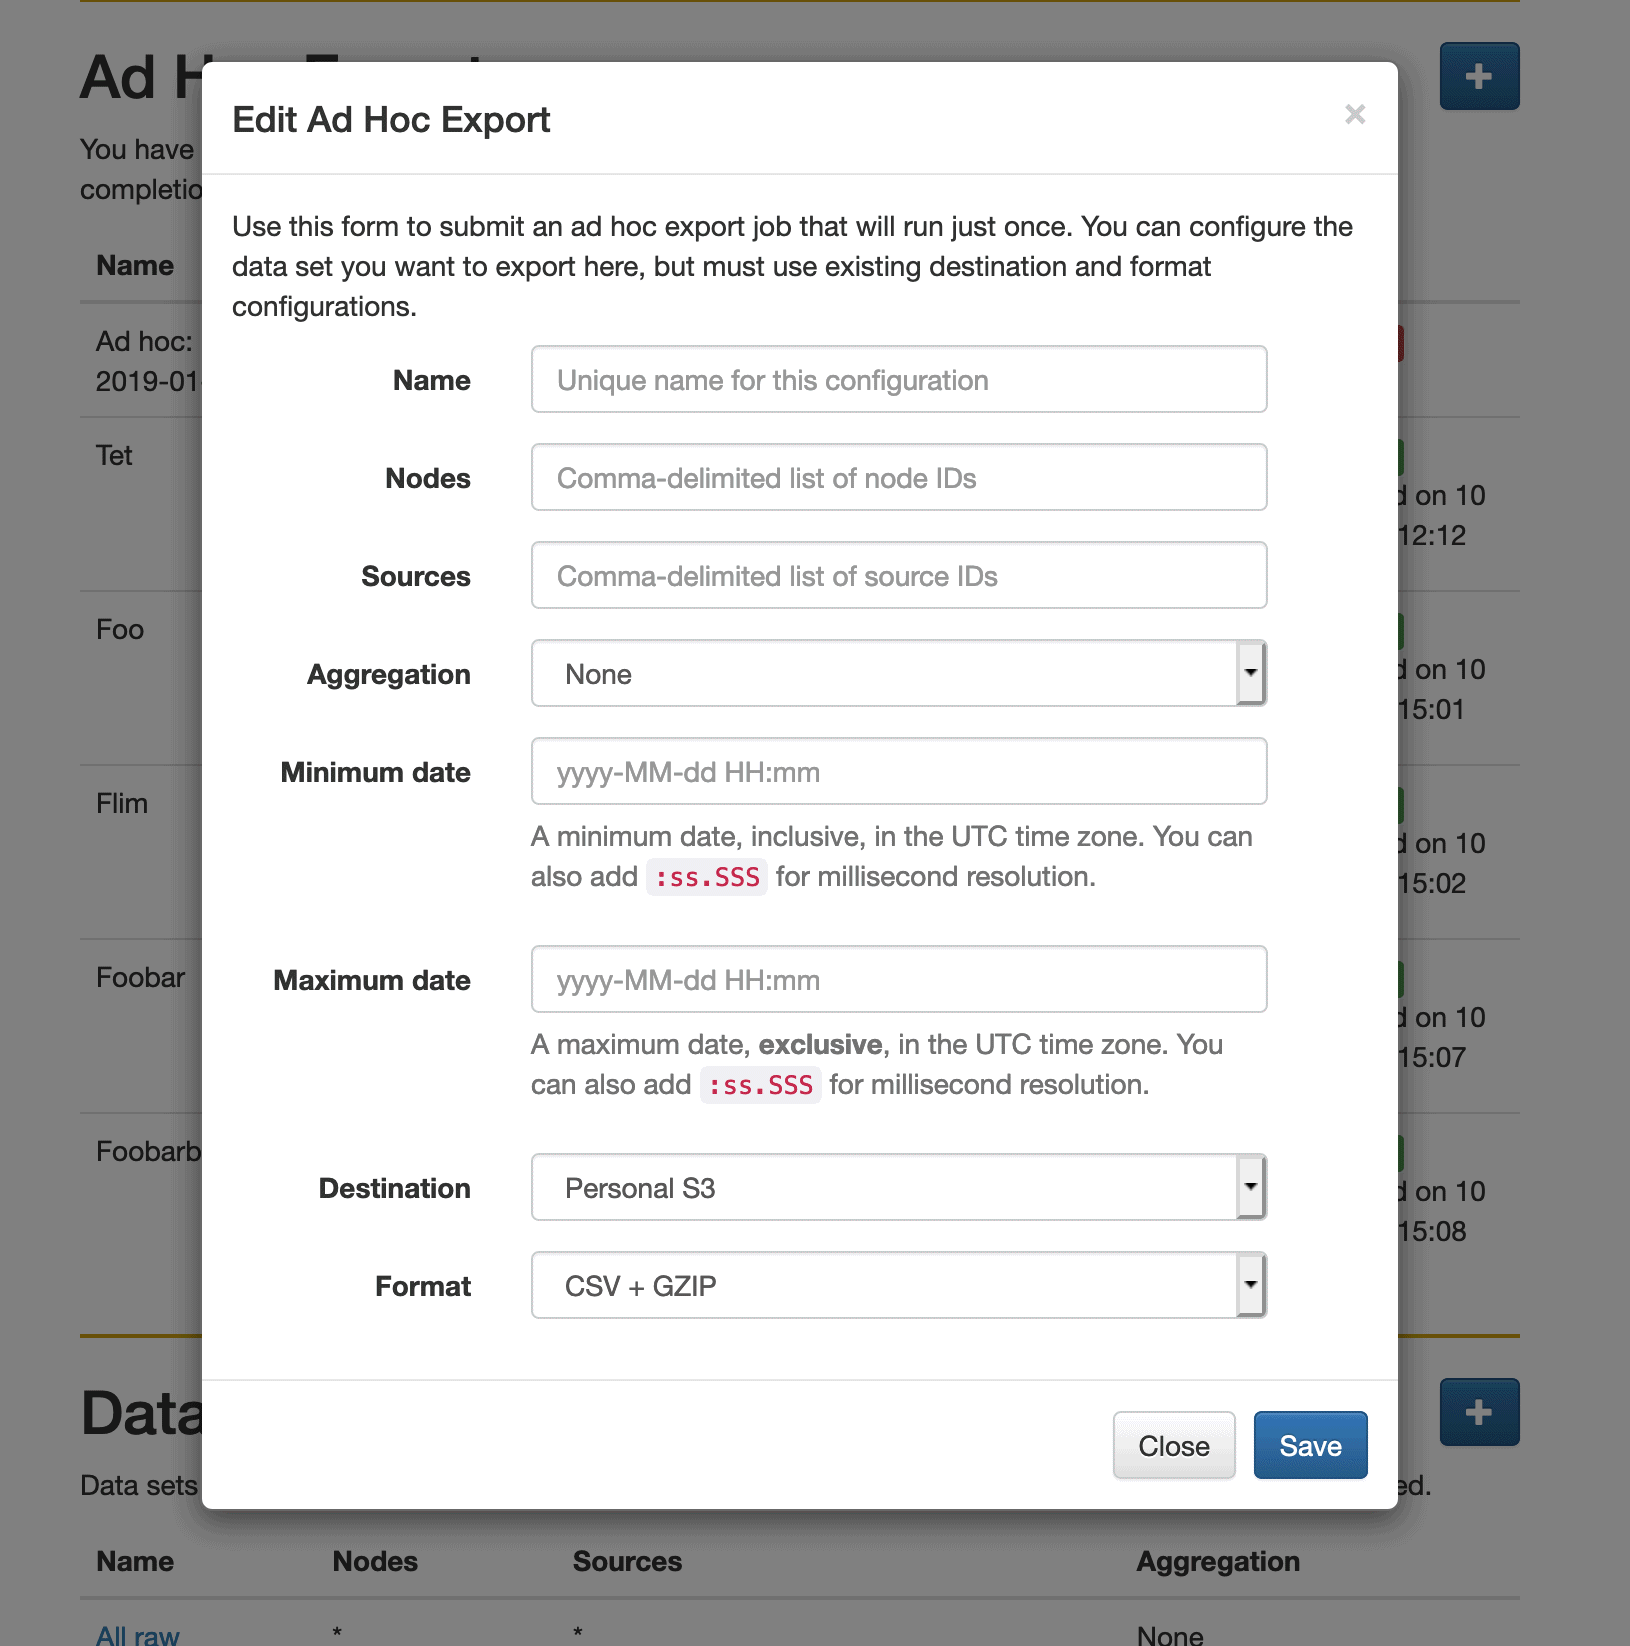 Ad
You have
completio
Name
Ad hoc:
2019-01
Tet
on 10
12:12
Foo
on 10
15:01
Flim
on 10
15:02
Foobar
on 10
15:07
Foobarb
on 10
15:08
Edit Ad Hoc Export
×
Use this form to submit an ad hoc export job that will run just once. You can configure the
data set you want to export here, but must use existing destination and format
configurations.
Name Unique name for this configuration
Nodes Comma-delimited list of node IDs
Sources Comma-delimited list of source IDs
Aggregation None
Minimum date yyyy-MM-dd HH:mm
A minimum date, inclusive, in the UTC time zone. You can
also add :ss.SSS for millisecond resolution.
Maximum date yyyy-MM-dd HH:mm
A maximum date, exclusive, in the UTC time zone. You
can also add :ss.SSS for millisecond resolution.
Destination Personal S3
Format CSV + GZIP
Close Save
Data
Data sets ed.
Name Nodes Sources Aggregation
All raw * * None